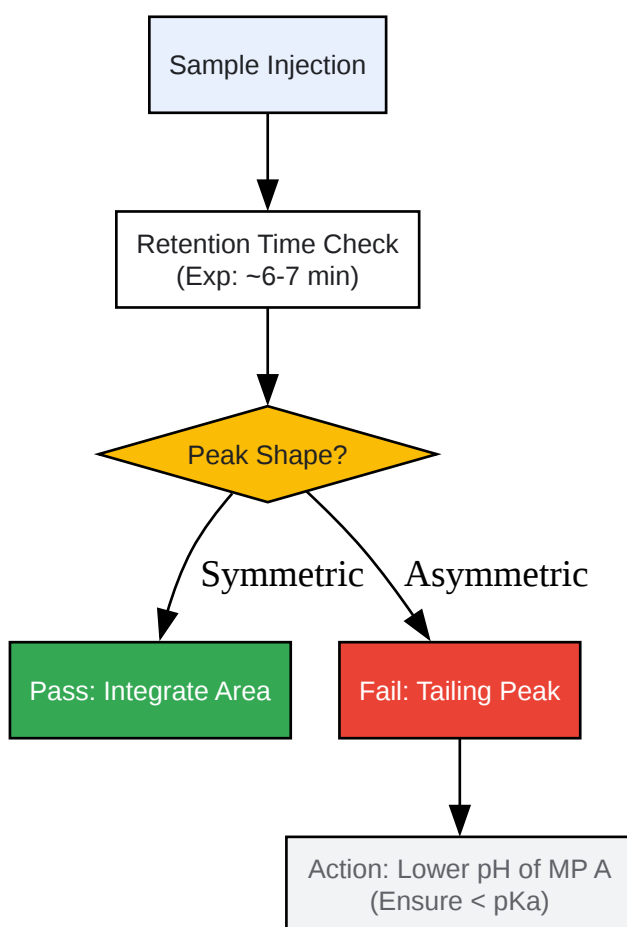 Sample Injection
Retention Time Check
(Exp: ~6-7 min)
Peak Shape?
Symmetric
Asymmetric
Pass: Integrate Area
Fail: Tailing Peak
Action: Lower pH of MP A
(Ensure < pKa)